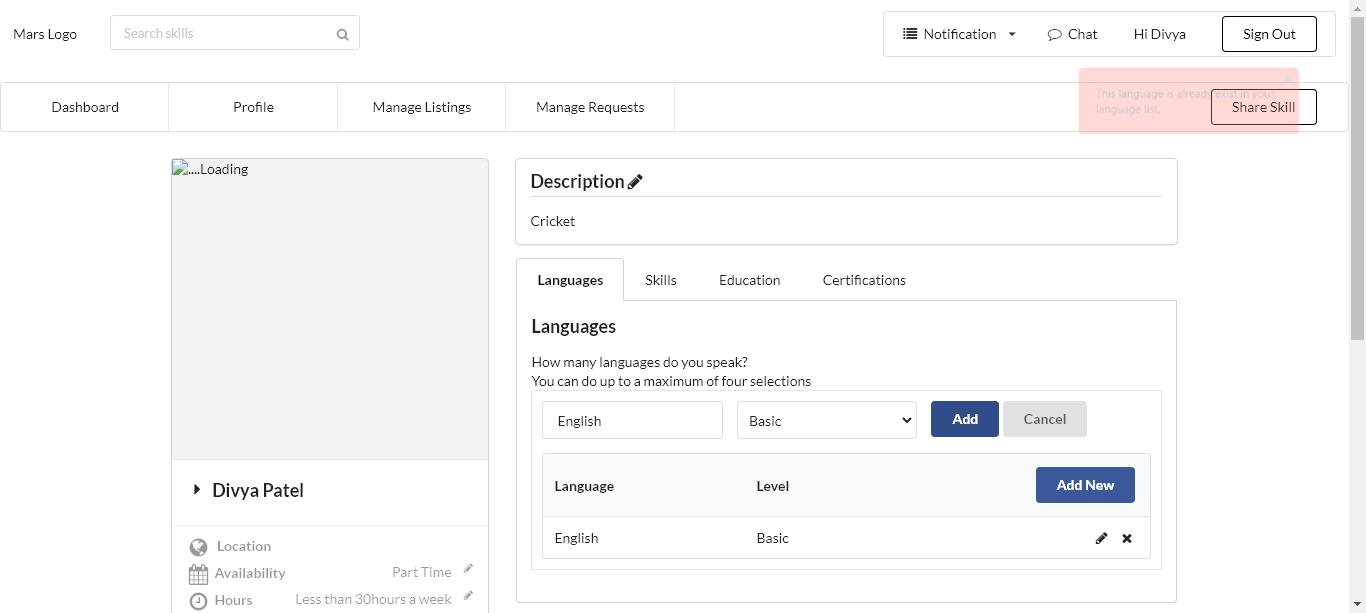 Mars Logo
Search skills
Notification
Chat
Hi Divya
Sign Out
Dashboard
Profile
Manage Listings
Manage Requests
This language is already exist in your
language list.
Share Skill
....Loading
Description
Cricket
Languages
Skills
Education
Certifications
Languages
How many languages do you speak?
You can do up to a maximum of four selections
English
Basic
Add
Cancel
Language
Level
Add New
English
Basic
Divya Patel
Location
Availability
Part Time
Hours
Less than 30hours a week